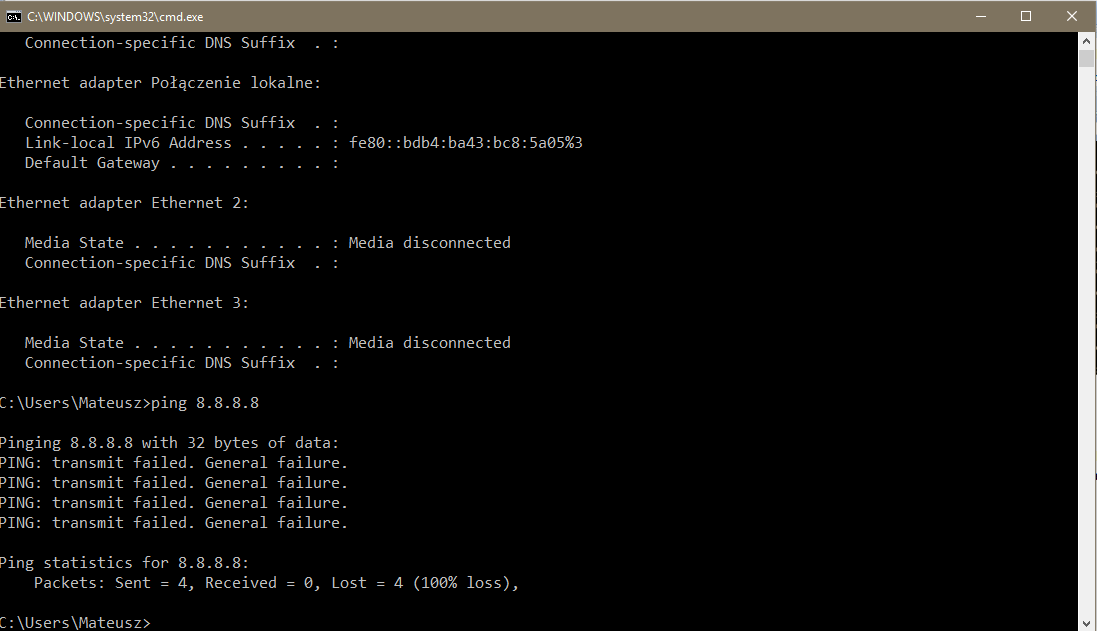 C:\WINDOWS\system32\cmd.exe
Connection-specific DNS Suffix  . :
Ethernet adapter Połączenie lokalne:
Connection-specific DNS Suffix  . :
Link-local IPv6 Address . . . . . : fe80::bdb4:ba43:bc8:5a05%3
Default Gateway . . . . . . . . . :
Ethernet adapter Ethernet 2:
Media State . . . . . . . . . . . : Media disconnected
Connection-specific DNS Suffix  . :
Ethernet adapter Ethernet 3:
Media State . . . . . . . . . . . : Media disconnected
Connection-specific DNS Suffix  . :
C:\Users\Mateusz>ping 8.8.8.8
Pinging 8.8.8.8 with 32 bytes of data:
PING: transmit failed. General failure.
PING: transmit failed. General failure.
PING: transmit failed. General failure.
PING: transmit failed. General failure.
Ping statistics for 8.8.8.8:
Packets: Sent = 4, Received = 0, Lost = 4 (100% loss),
C:\Users\Mateusz>